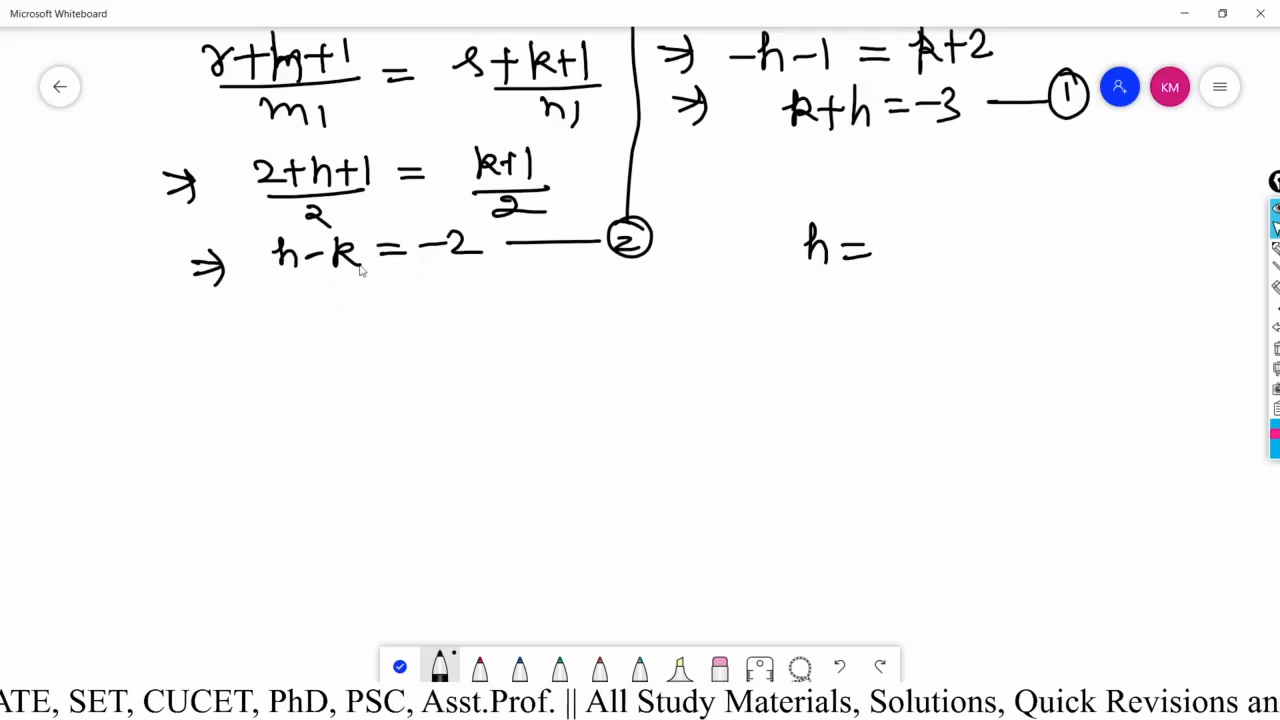 Microsoft Whiteboard
(r+h+1)/m1 = (s+k+1)/n1
⇒ (2+h+1)/2 = (k+1)/2
⇒ h-k = -2 —— ②
⇒ -h-1 = k+2
⇒ k+h = -3 —— ①
h =
KM
ATE, SET, CUCET, PhD, PSC, Asst.Prof. || All Study Materials, Solutions, Quick Revisions an